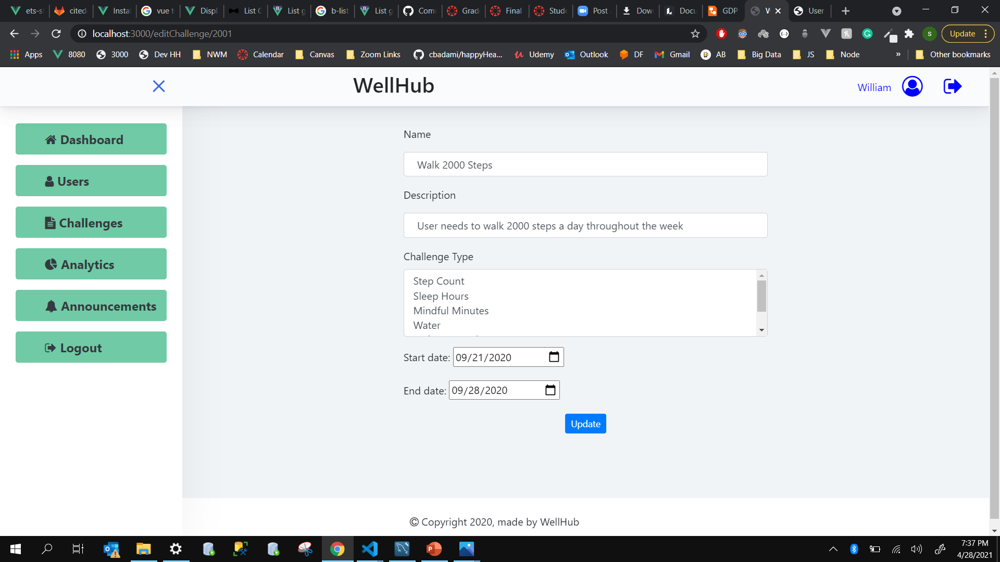 ets-s
cited
Insta
vue t
Displ
List G
List g
b-list
List g
Com
Grad
Final
Stude
Post
Dow
Docu
GDP
W
User
localhost:3000/editChallenge/2001
S
Update
Apps
8080
3000
Dev HH
NWM
Calendar
Canvas
Zoom Links
cbadami/happyHea...
Udemy
Outlook
DF
Gmail
AB
Big Data
JS
Node
»
Other bookmarks
WellHub
William
Dashboard
Users
Challenges
Analytics
Announcements
Logout
Name
Walk 2000 Steps
Description
User needs to walk 2000 steps a day throughout the week
Challenge Type
Step Count
Sleep Hours
Mindful Minutes
Water
Start date: 09/21/2020
End date: 09/28/2020
Update
© Copyright 2020, made by WellHub
7:37 PM
4/28/2021